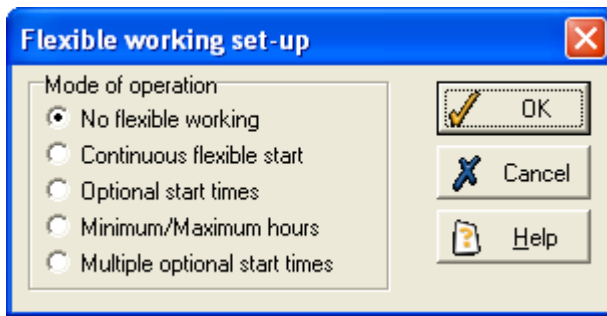 Flexible working set-up
Mode of operation
No flexible working
Continuous flexible start
Optional start times
Minimum/Maximum hours
Multiple optional start times
OK
Cancel
Help